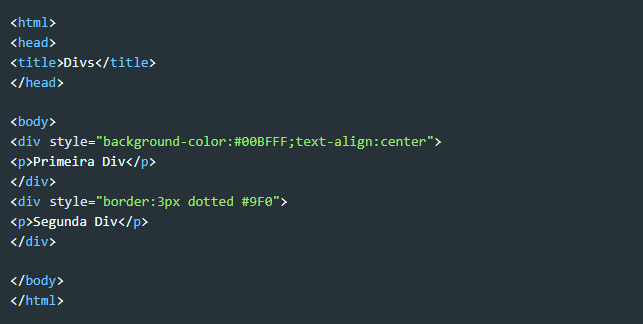 <html>
<head>
<title>Divs</title>
</head>
<body>
<div style="background-color:#00BFFF;text-align:center">
<p>Primeira Div</p>
</div>
<div style="border:3px dotted #9F0">
<p>Segunda Div</p>
</div>
</body>
</html>